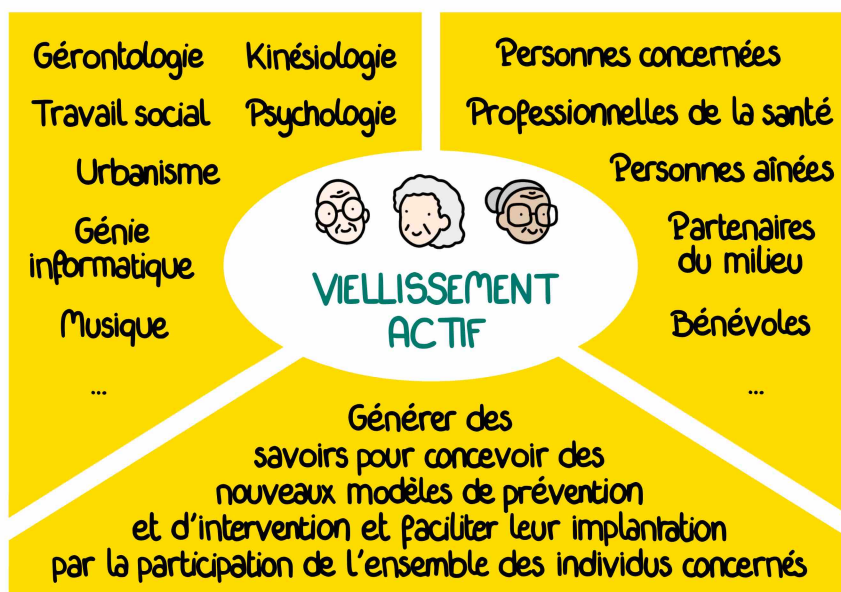 Gérontologie Kinésiologie
Travail social Psychologie
Urbanisme
Génie
informatique
Musique
...
Personnes concernées
Professionnelles de la santé
Personnes aînées
Partenaires
du milieu
Bénévoles
...
VIELLISSEMENT
ACTIF
Générer des
savoirs pour concevoir des
nouveaux modèles de prévention
et d'intervention et faciliter leur implantation
par la participation de l'ensemble des individus concernés